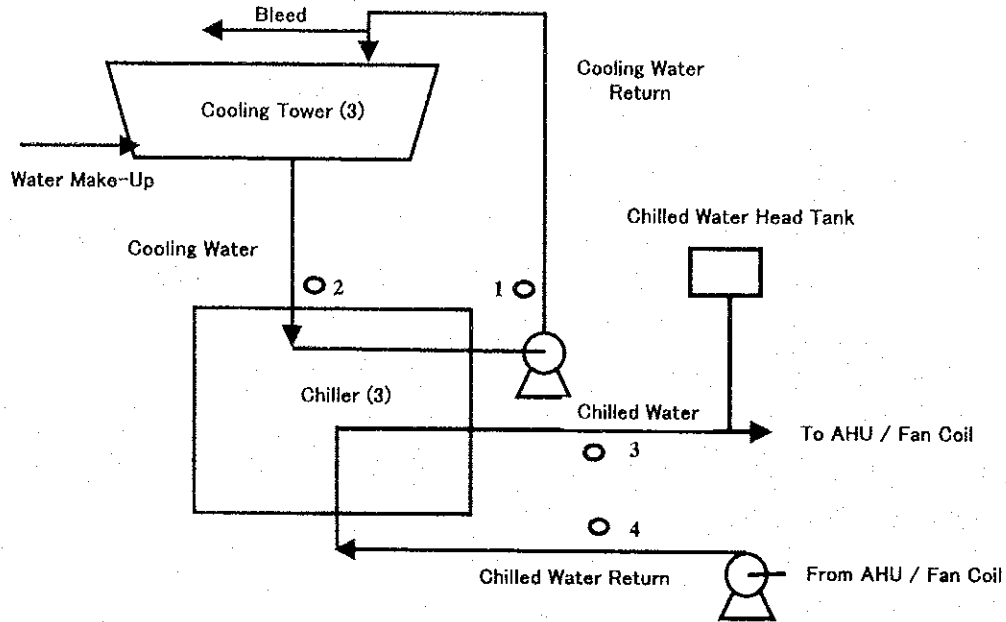 Bleed
Cooling Water
Return
Cooling Tower (3)
Water Make-Up
Chilled Water Head Tank
Cooling Water
2
1
Chiller (3)
Chilled Water
To AHU / Fan Coil
3
4
Chilled Water Return
From AHU / Fan Coil